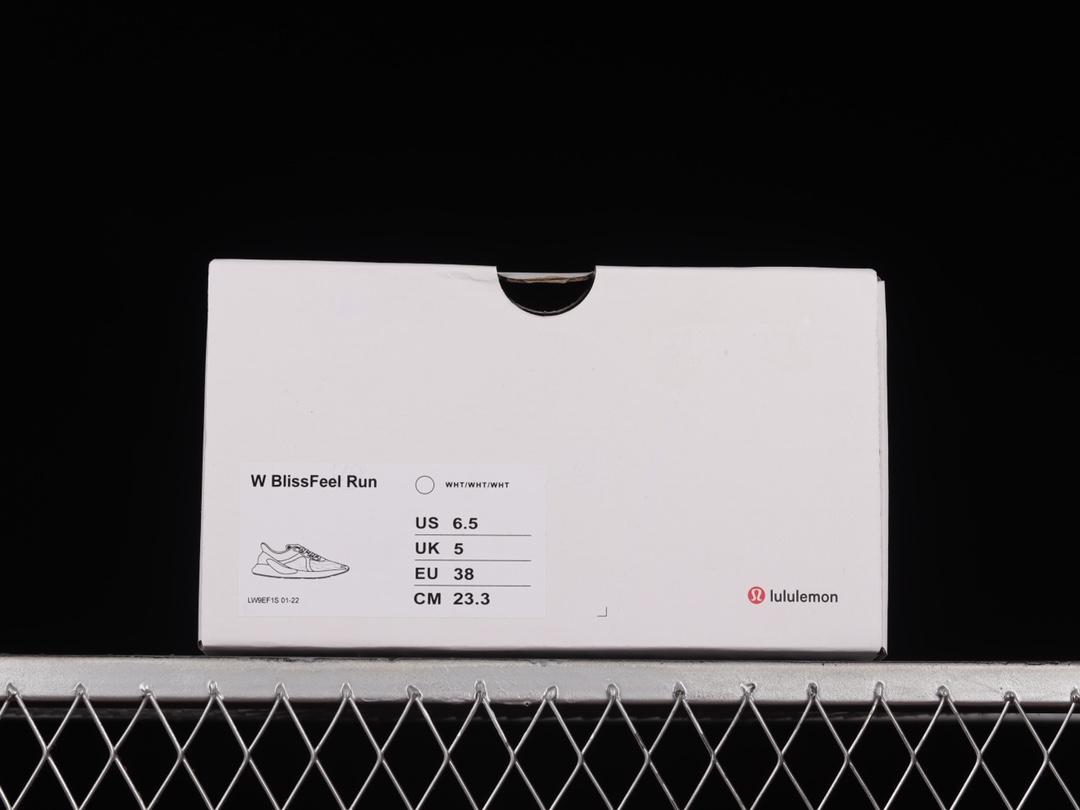 W BlissFeel Run
WHT/WHT/WHT
US 6.5
UK 5
EU 38
CM 23.3
LW9EF1S 01-22
lululemon